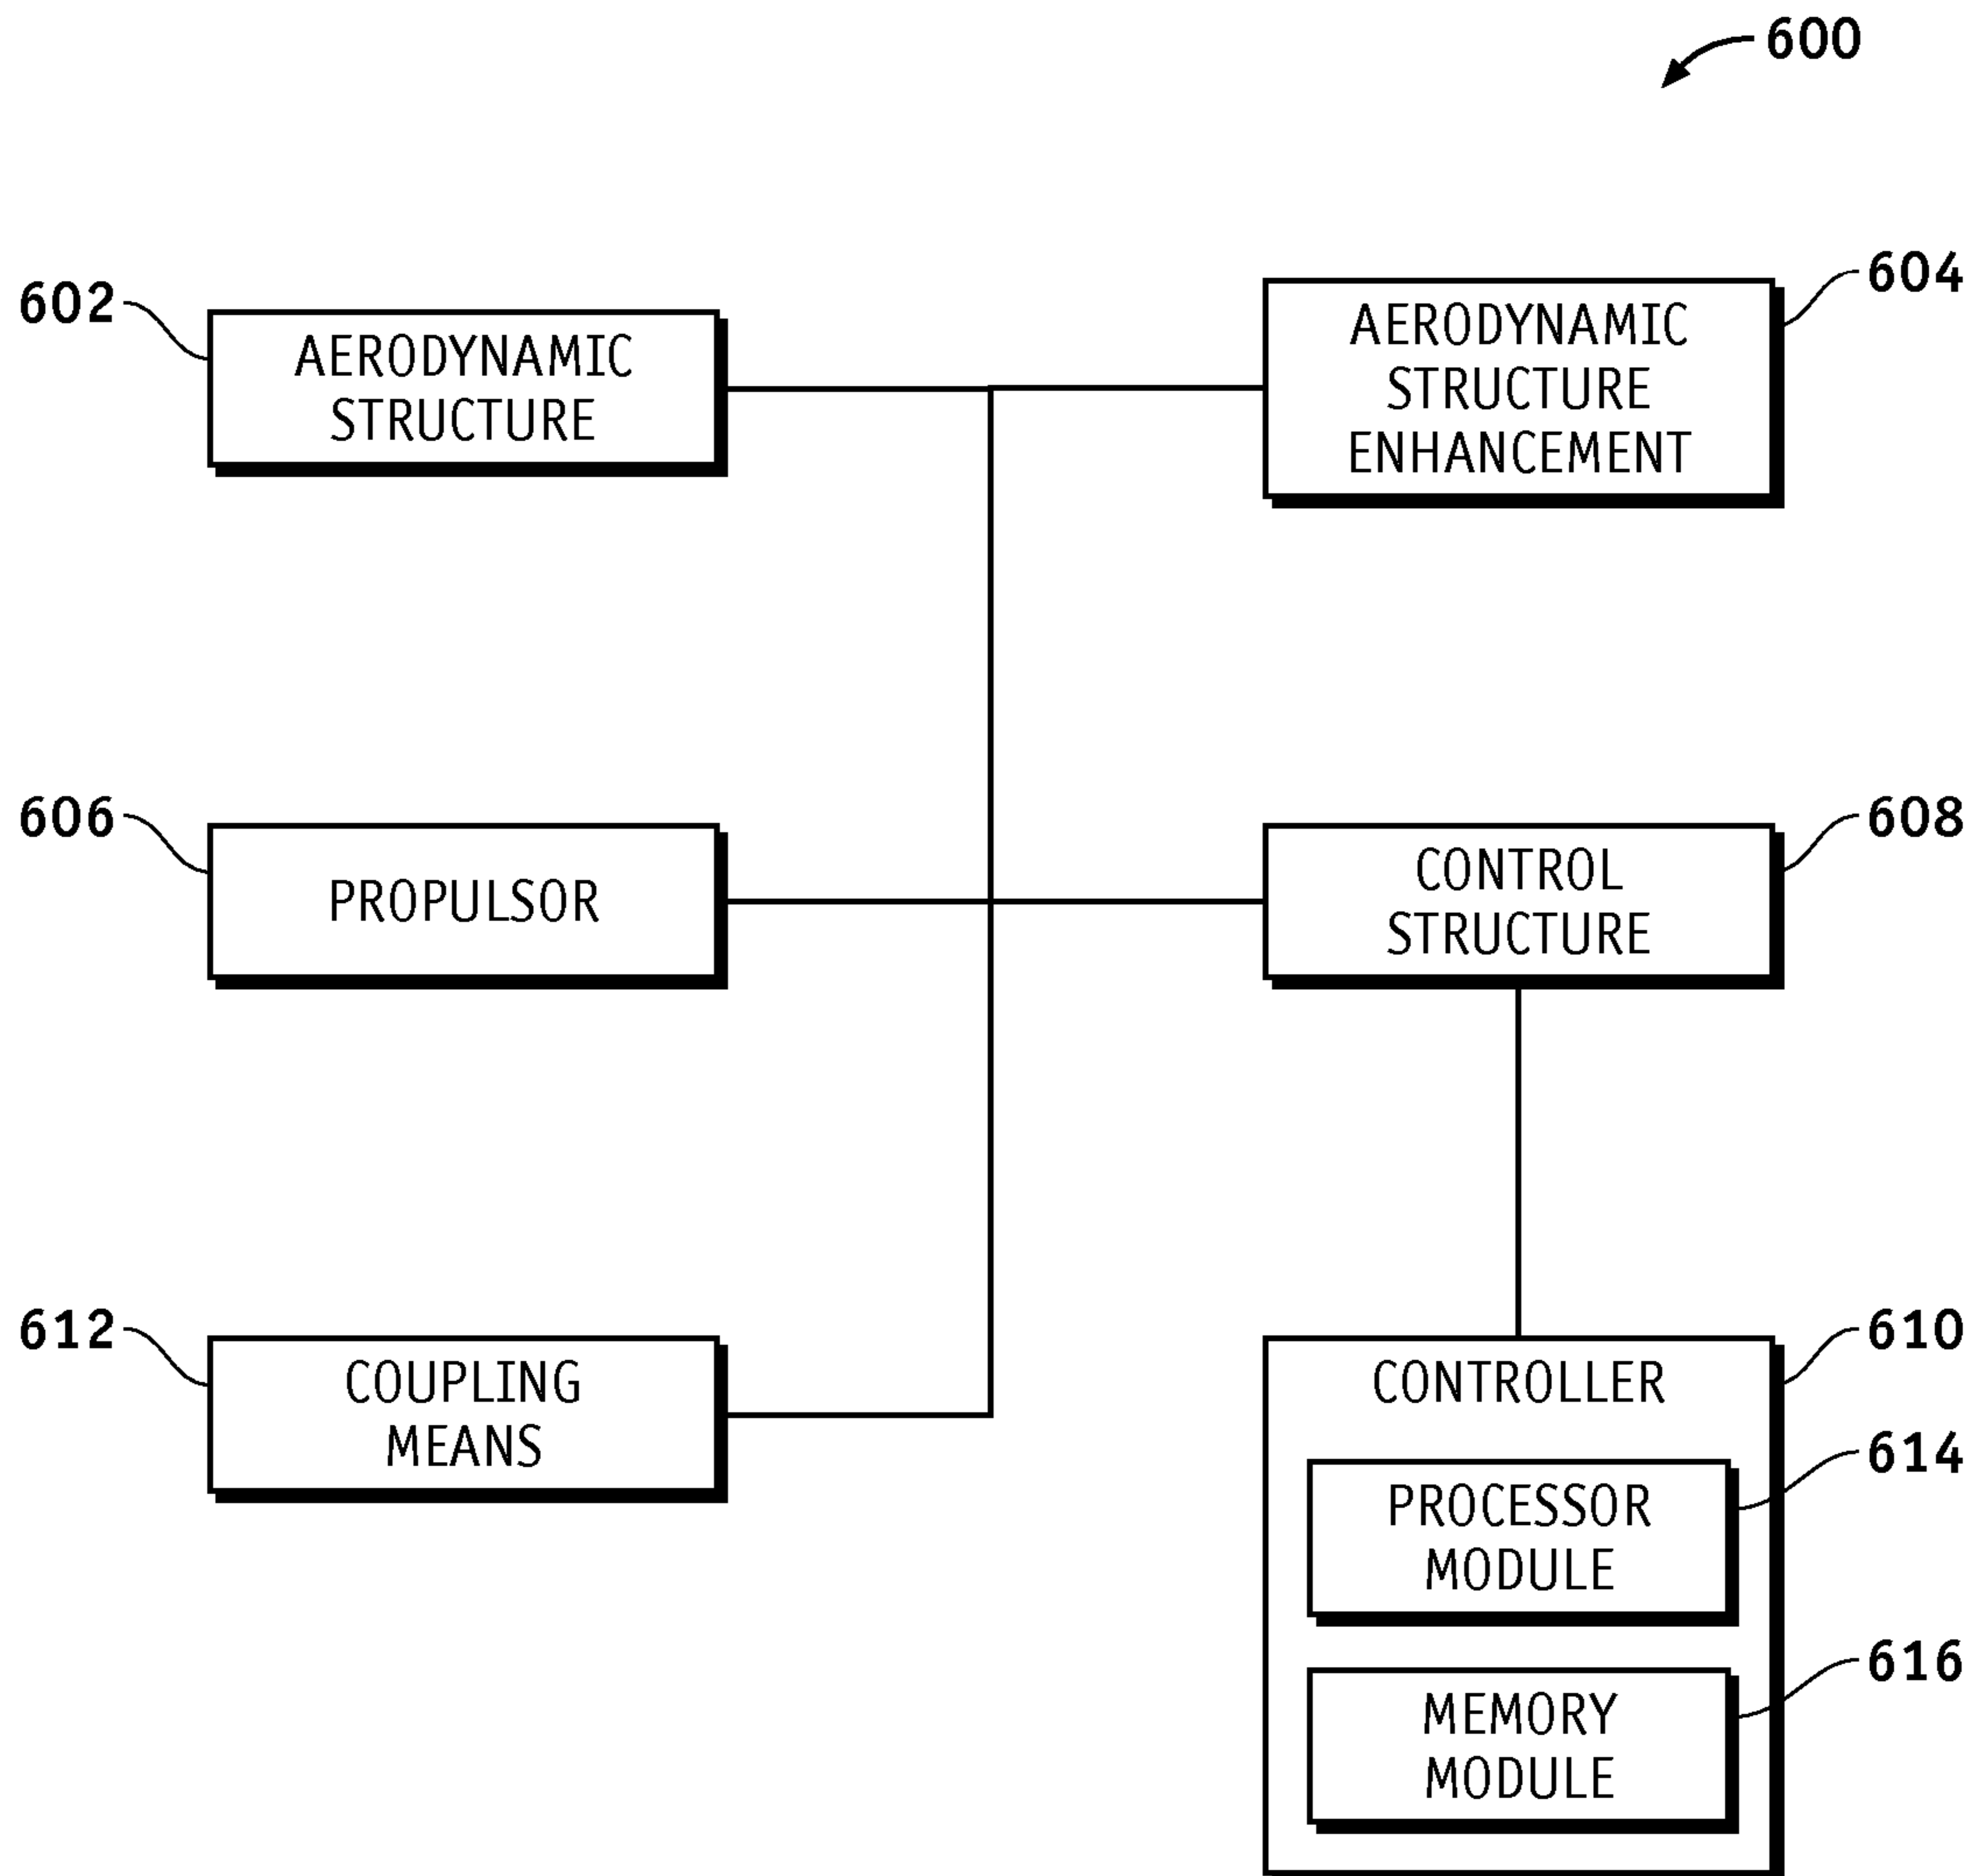 600
602
AERODYNAMIC
STRUCTURE
604
AERODYNAMIC
STRUCTURE
ENHANCEMENT
606
PROPULSOR
608
CONTROL
STRUCTURE
612
COUPLING
MEANS
610
CONTROLLER
614
PROCESSOR
MODULE
616
MEMORY
MODULE